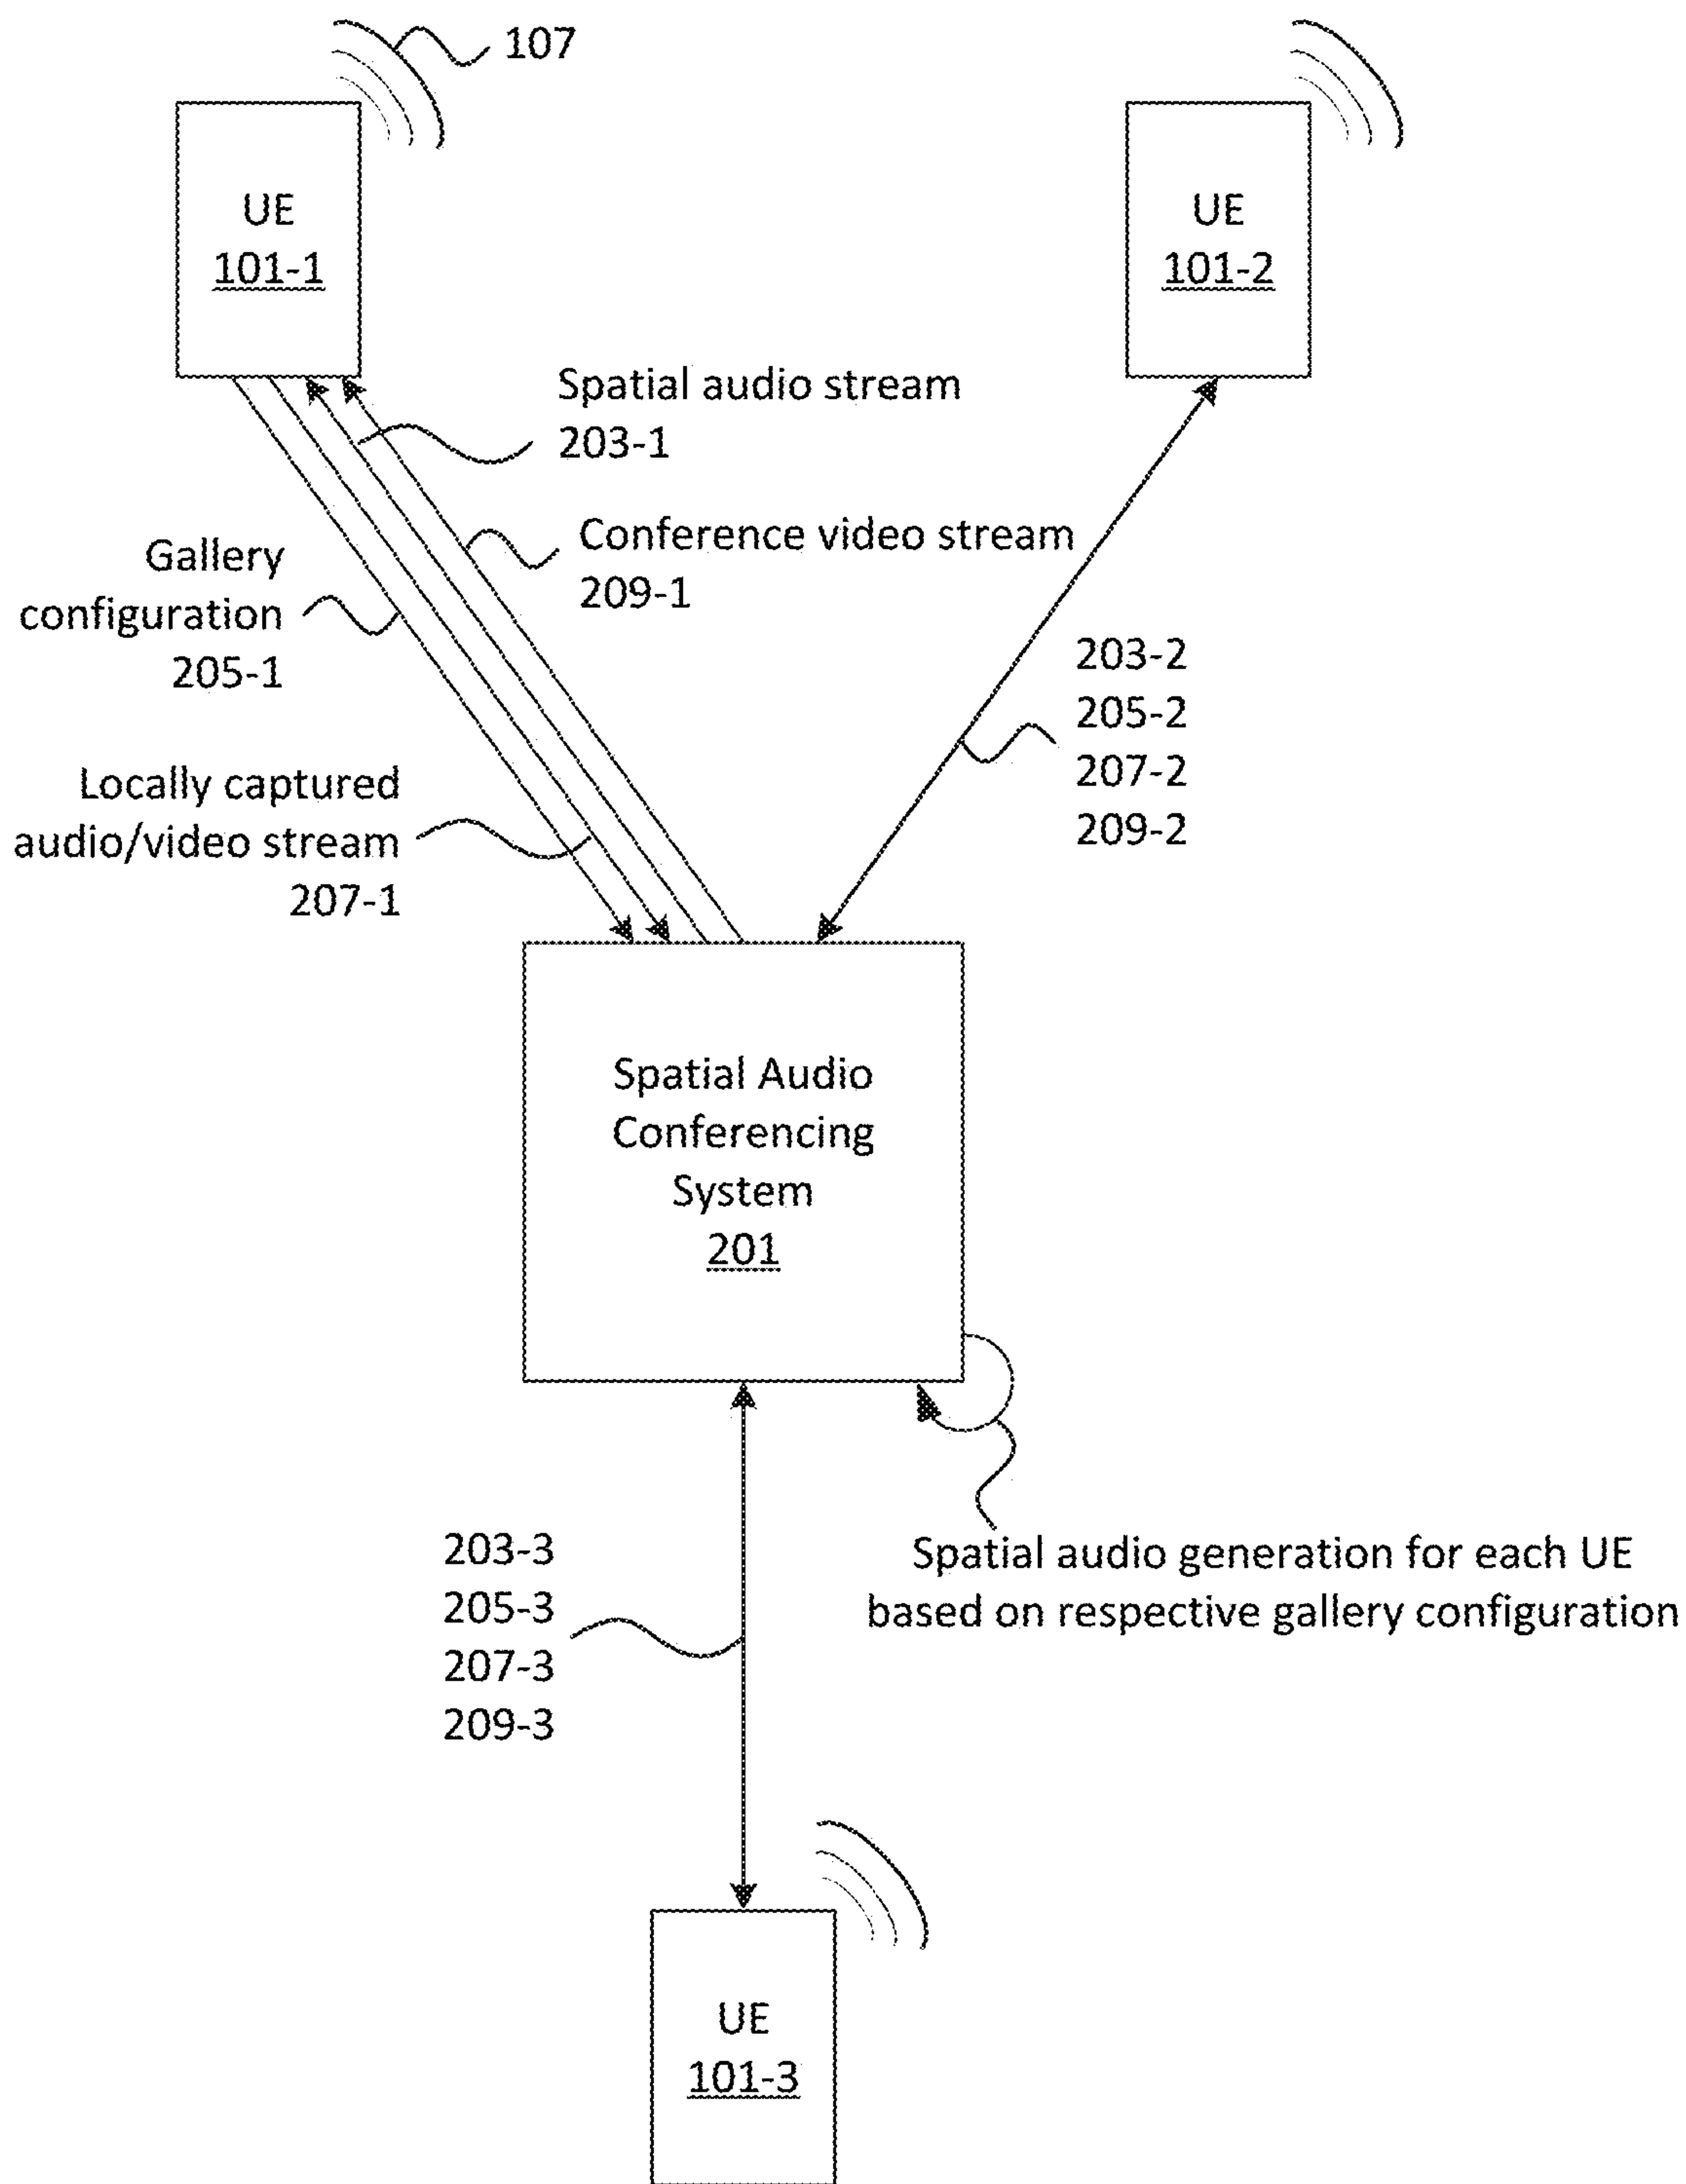 107
UE
101-1
UE
101-2
Spatial audio stream
203-1
Conference video stream
209-1
Gallery
configuration
205-1
203-2
205-2
207-2
209-2
Locally captured
audio/video stream
207-1
Spatial Audio
Conferencing
System
201
203-3
205-3
207-3
209-3
Spatial audio generation for each UE
based on respective gallery configuration
UE
101-3